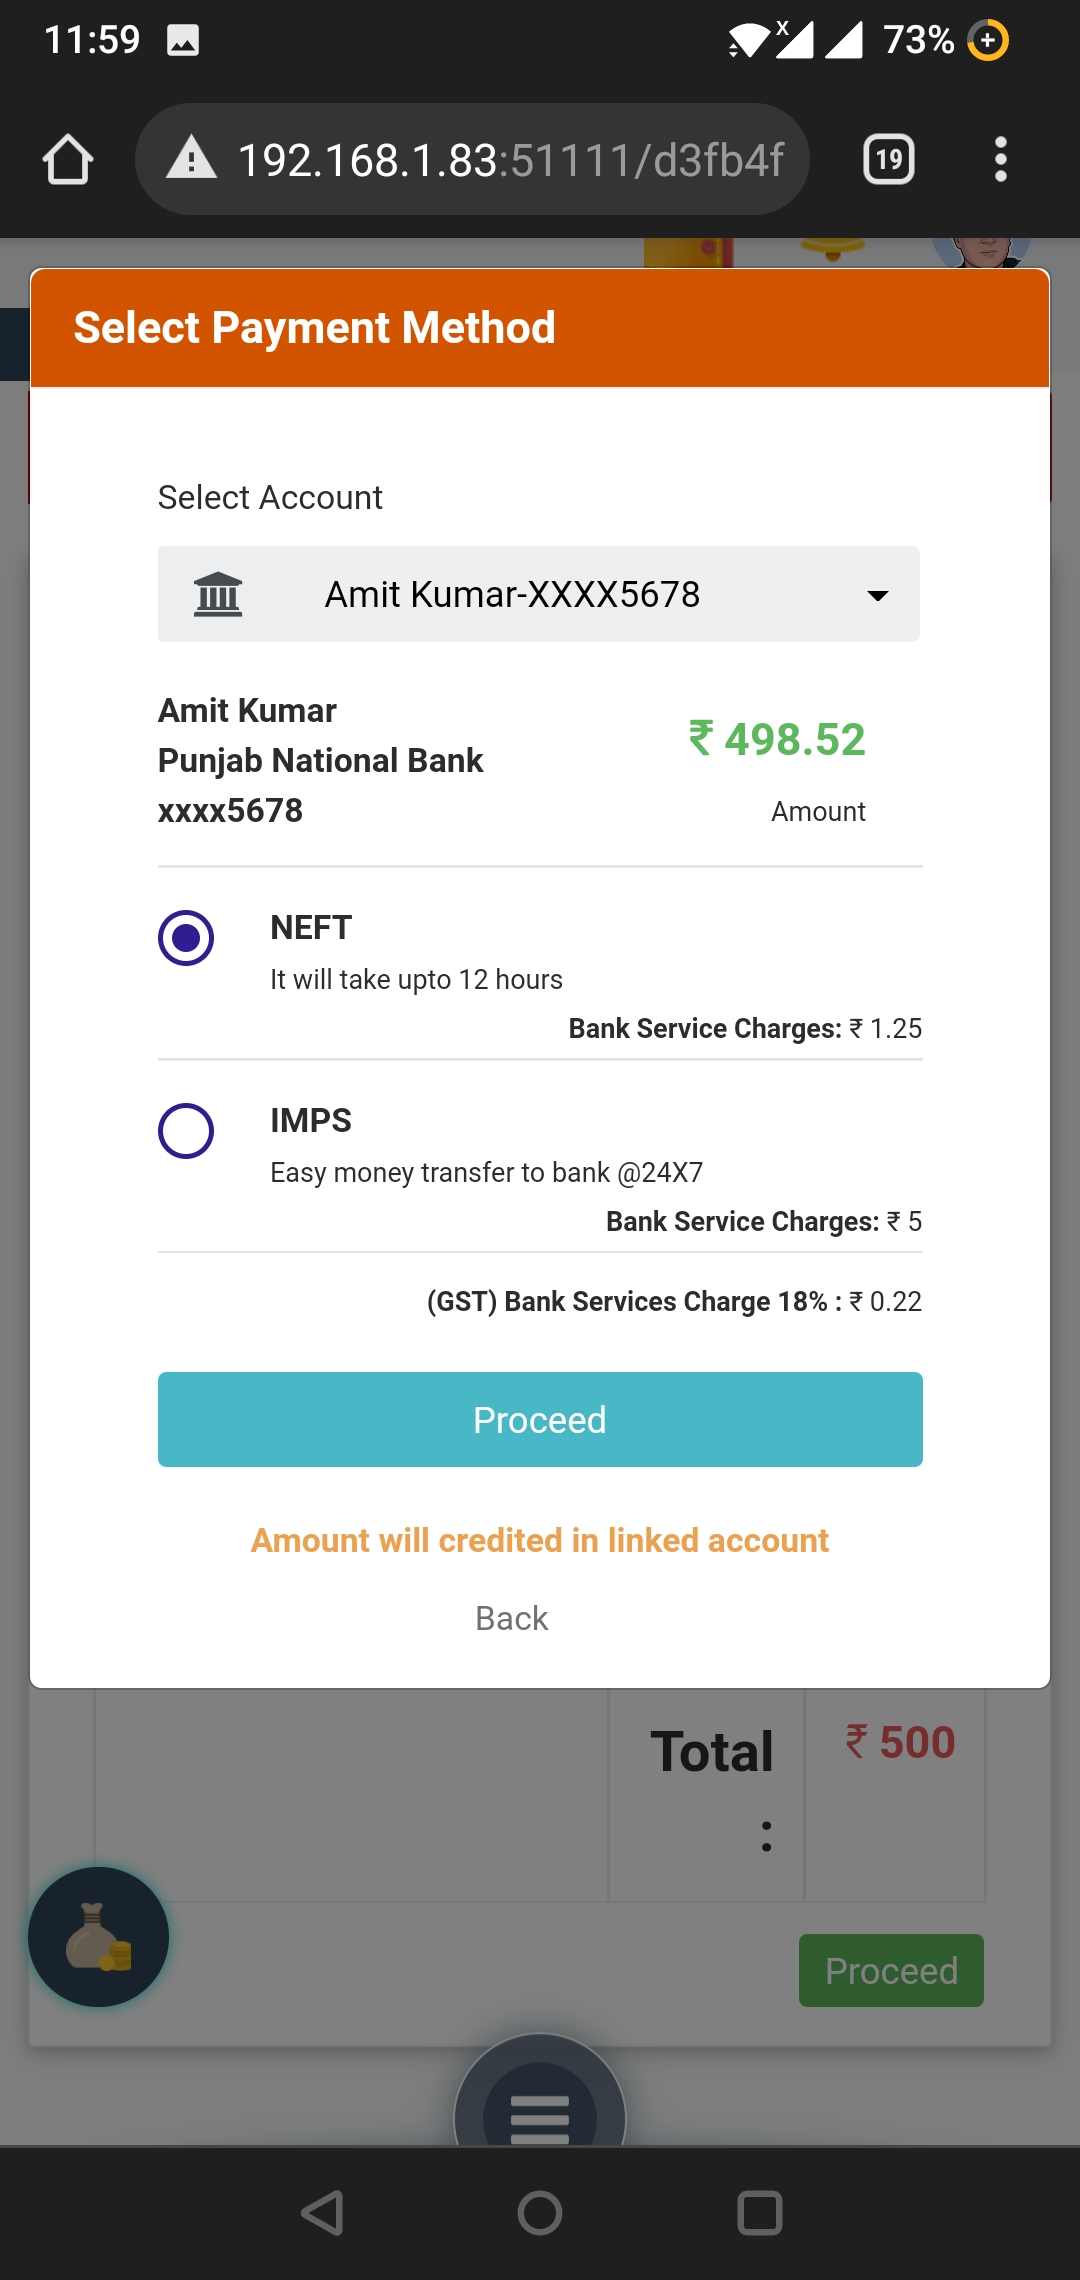 11:59
73%
192.168.1.83:51111/d3fb4f
19
Select Payment Method
Select Account
Amit Kumar-XXXX5678
Amit Kumar
Punjab National Bank
xxxx5678
₹ 498.52
Amount
NEFT
It will take upto 12 hours
Bank Service Charges: ₹ 1.25
IMPS
Easy money transfer to bank @24X7
Bank Service Charges: ₹ 5
(GST) Bank Services Charge 18% : ₹ 0.22
Proceed
Amount will credited in linked account
Back
Total
:
₹ 500
Proceed